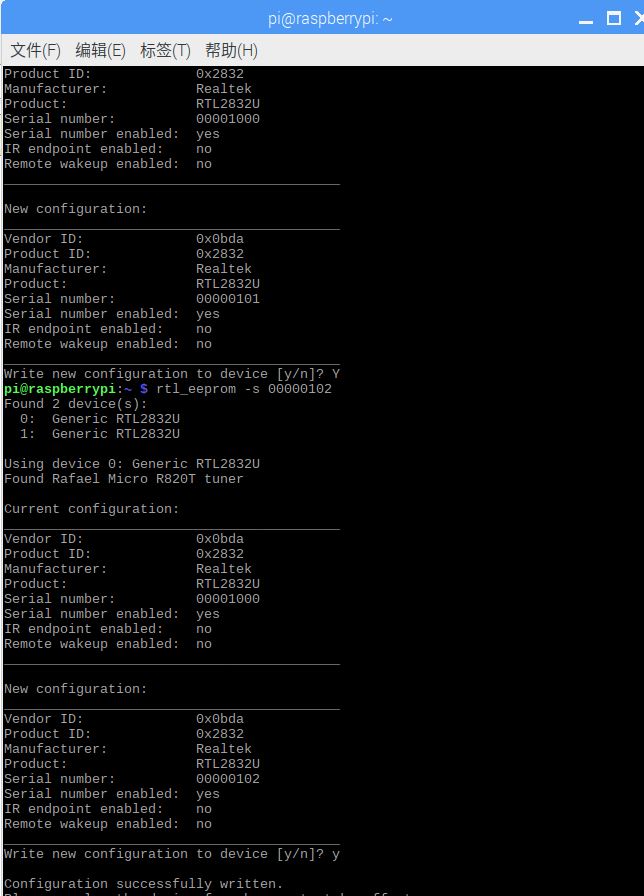 pi@raspberrypi: ~
文件(F) 编辑(E) 标签(T) 帮助(H)
Product ID: 0x2832
Manufacturer: Realtek
Product: RTL2832U
Serial number: 00001000
Serial number enabled: yes
IR endpoint enabled: no
Remote wakeup enabled: no
__________________________________________
New configuration:
__________________________________________
Vendor ID: 0x0bda
Product ID: 0x2832
Manufacturer: Realtek
Product: RTL2832U
Serial number: 00000101
Serial number enabled: yes
IR endpoint enabled: no
Remote wakeup enabled: no
__________________________________________
Write new configuration to device [y/n]? Y
pi@raspberrypi:~ $ rtl_eeprom -s 00000102
Found 2 device(s):
0: Generic RTL2832U
1: Generic RTL2832U
Using device 0: Generic RTL2832U
Found Rafael Micro R820T tuner
Current configuration:
__________________________________________
Vendor ID: 0x0bda
Product ID: 0x2832
Manufacturer: Realtek
Product: RTL2832U
Serial number: 00001000
Serial number enabled: yes
IR endpoint enabled: no
Remote wakeup enabled: no
__________________________________________
New configuration:
__________________________________________
Vendor ID: 0x0bda
Product ID: 0x2832
Manufacturer: Realtek
Product: RTL2832U
Serial number: 00000102
Serial number enabled: yes
IR endpoint enabled: no
Remote wakeup enabled: no
__________________________________________
Write new configuration to device [y/n]? y
Configuration successfully written.